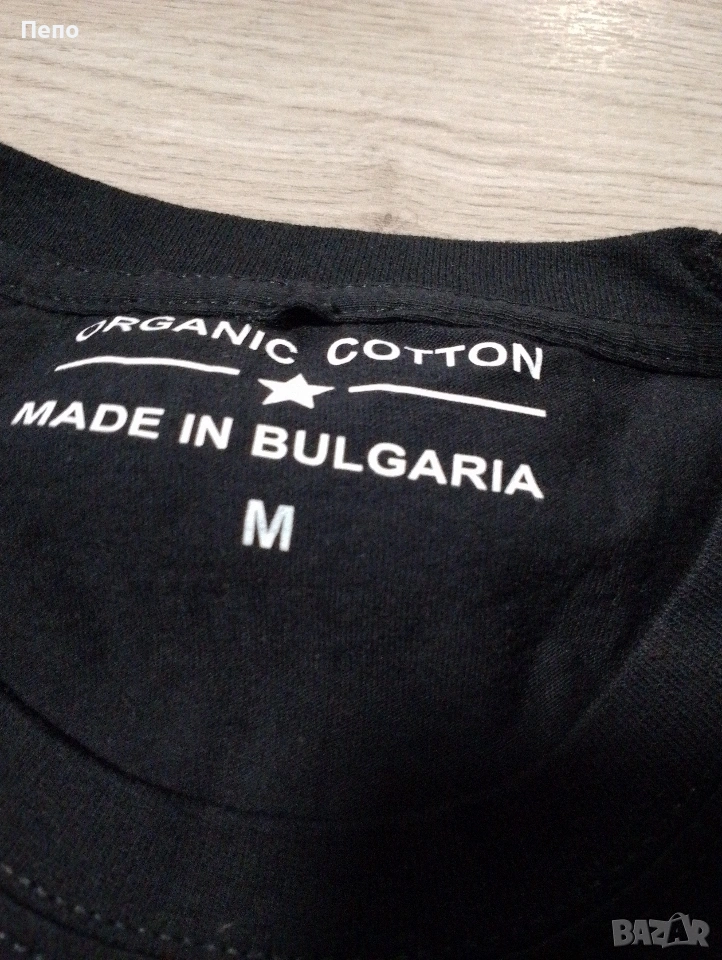 Пепо
ORGANIC COTTON
MADE IN BULGARIA
M
BAZAR